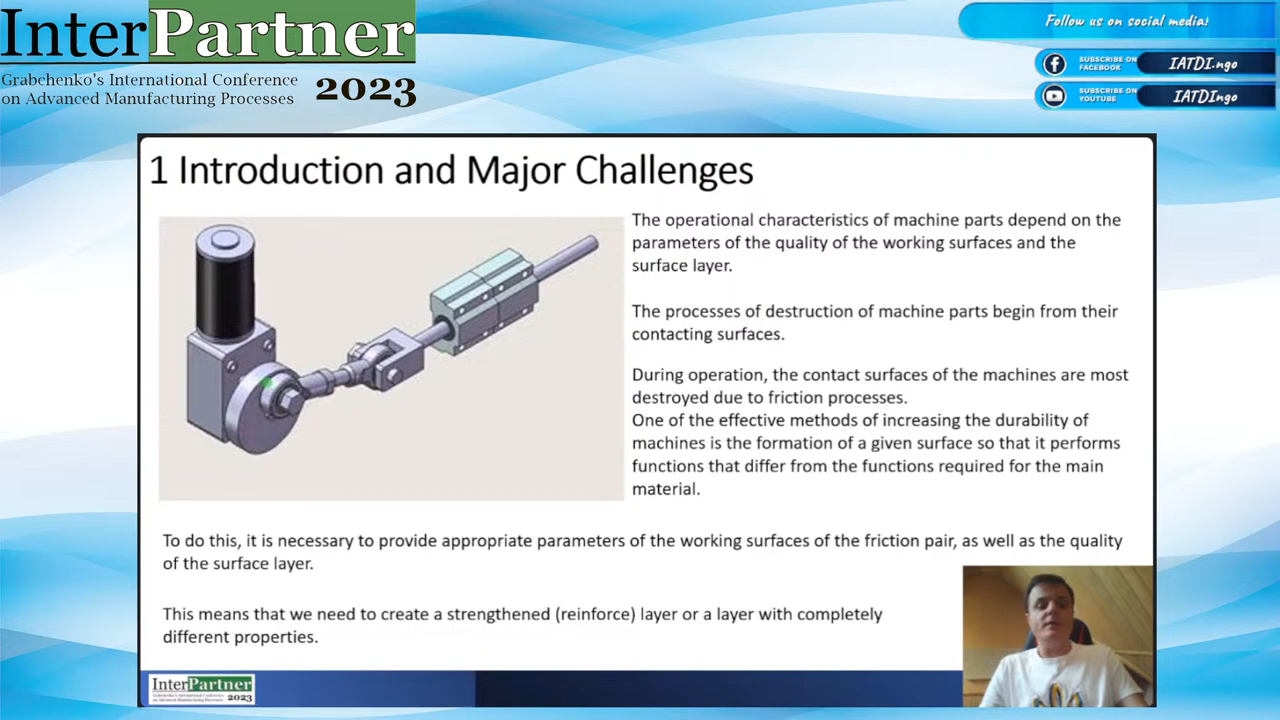 InterPartner
Grabchenko's International Conference
on Advanced Manufacturing Processes
2023
Follow us on social media!
SUBSCRIBE ON
FACEBOOK
IATDI.ngo
SUBSCRIBE ON
YOUTUBE
IATDIngo
1 Introduction and Major Challenges
The operational characteristics of machine parts depend on the
parameters of the quality of the working surfaces and the
surface layer.
The processes of destruction of machine parts begin from their
contacting surfaces.
During operation, the contact surfaces of the machines are most
destroyed due to friction processes.
One of the effective methods of increasing the durability of
machines is the formation of a given surface so that it performs
functions that differ from the functions required for the main
material.
To do this, it is necessary to provide appropriate parameters of the working surfaces of the friction pair, as well as the quality
of the surface layer.
This means that we need to create a strengthened (reinforce) layer or a layer with completely
different properties.
InterPartner
Grabchenko's International Conference
on Advanced Manufacturing Processes
2023